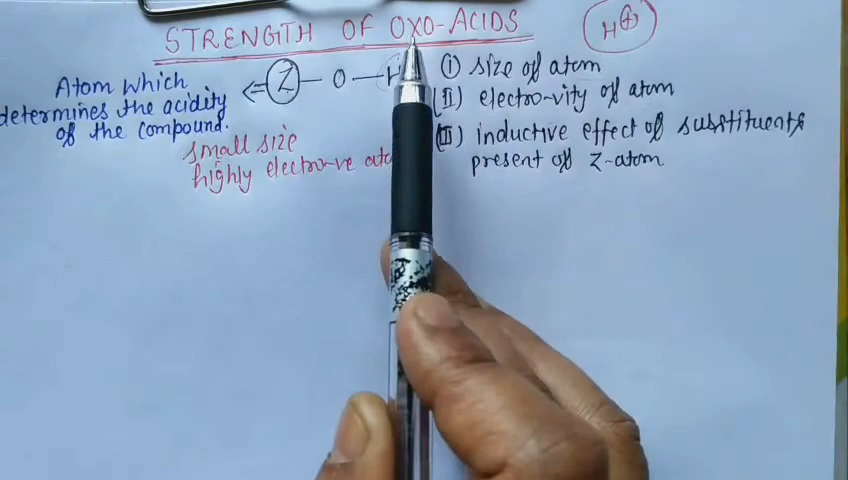 STRENGTH OF OXO-ACIDS
H⊕
Atom which
determines the acidity
of the compound.
⇐ Z — O — H
small size
highly electro-ve
(I) size of atom
(II) electro-vity of atom
(III) inductive effect of substituents
present of Z-atom